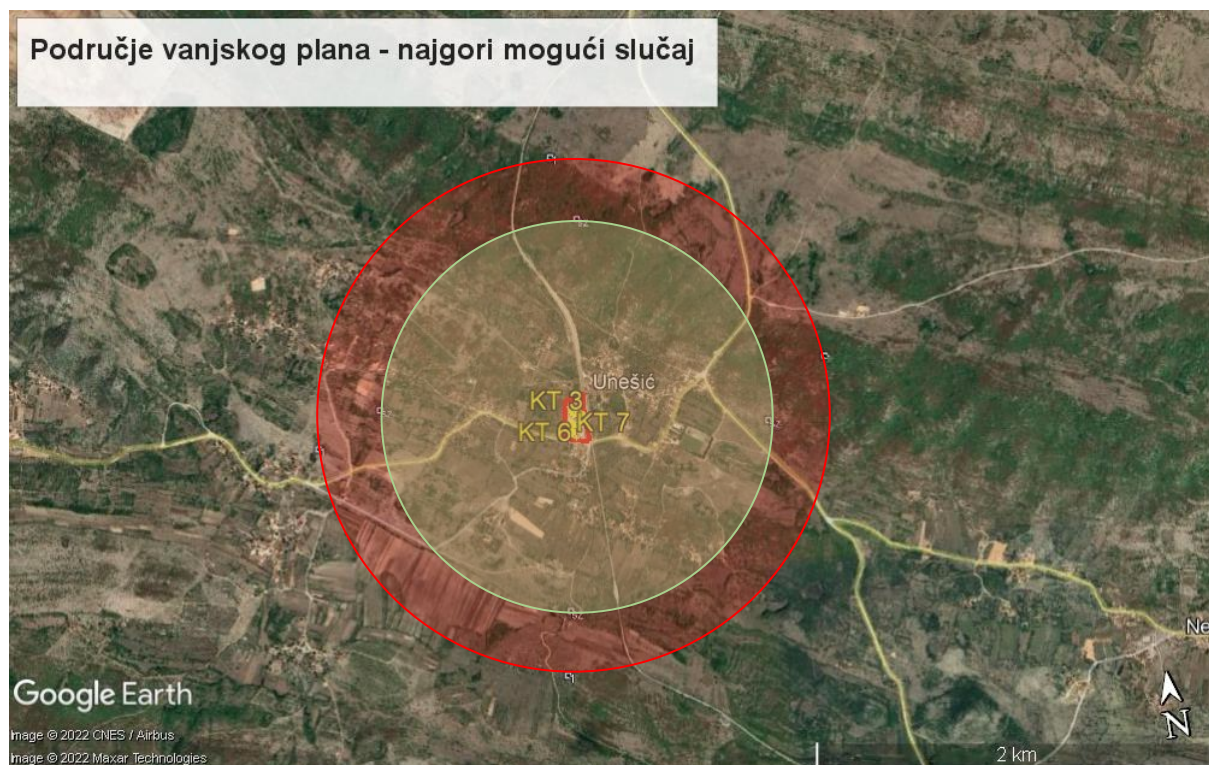 Područje vanjskog plana - najgori mogući slučaj
Unešić
KT 3
KT 7
KT 6
Ne
Google Earth
N
Image © 2022 CNES / Airbus
Image © 2022 Maxar Technologies
2 km